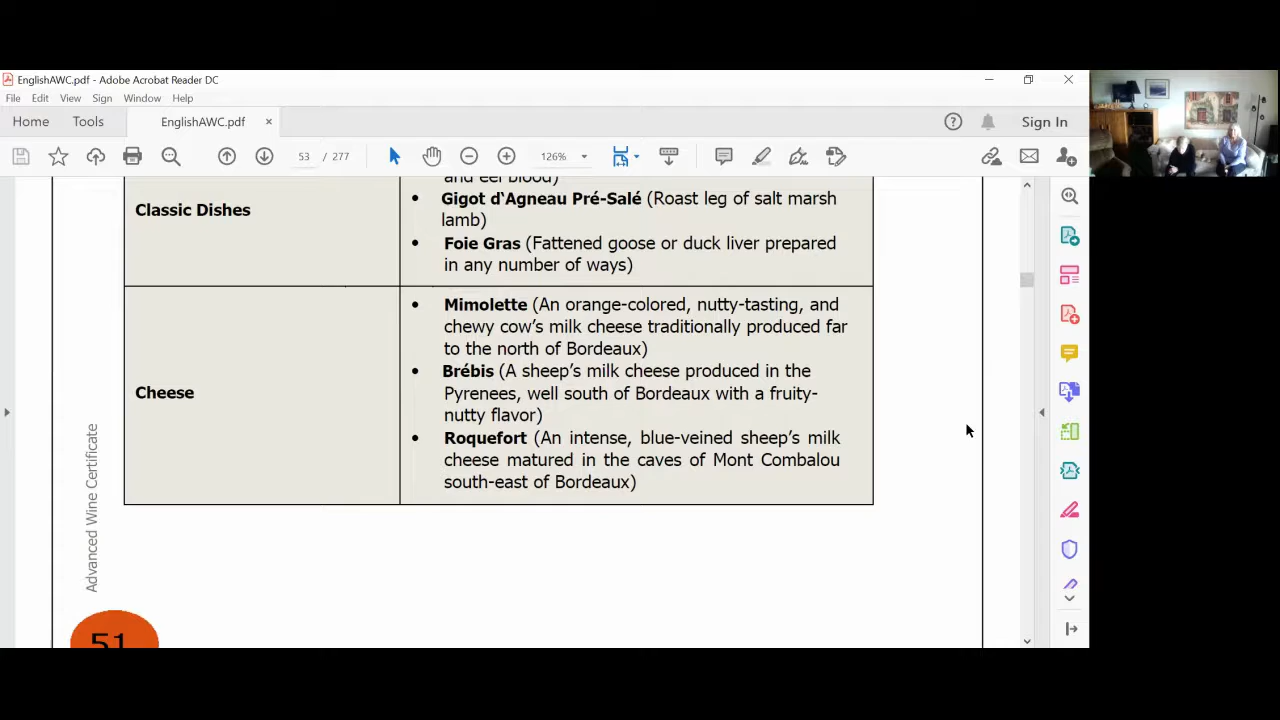 EnglishAWC.pdf - Adobe Acrobat Reader DC
File Edit View Sign Window Help
Home Tools EnglishAWC.pdf × Sign In
53 / 277 126%
and eel blood)
Classic Dishes
• Gigot d‘Agneau Pré-Salé (Roast leg of salt marsh
lamb)
• Foie Gras (Fattened goose or duck liver prepared
in any number of ways)
Cheese
• Mimolette (An orange-colored, nutty-tasting, and
chewy cow’s milk cheese traditionally produced far
to the north of Bordeaux)
• Brébis (A sheep’s milk cheese produced in the
Pyrenees, well south of Bordeaux with a fruity-
nutty flavor)
• Roquefort (An intense, blue-veined sheep’s milk
cheese matured in the caves of Mont Combalou
south-east of Bordeaux)
Advanced Wine Certificate
51